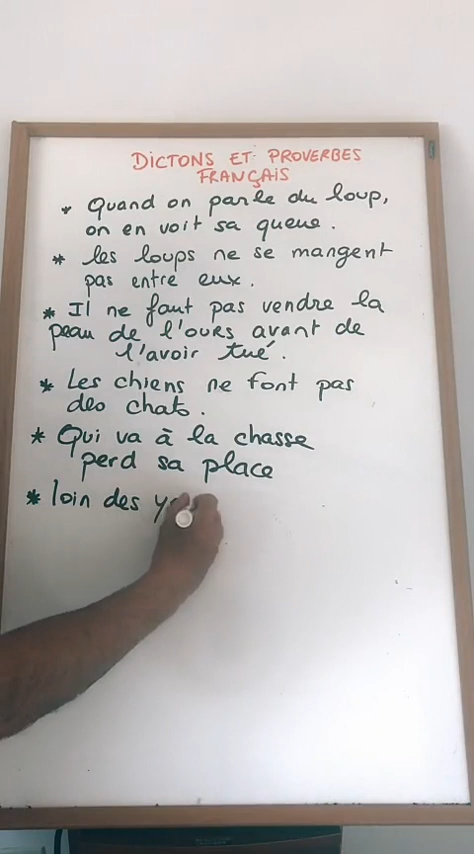 DICTONS ET PROVERBES
FRANÇAIS
* Quand on parle du loup,
on en voit sa queue.
* les loups ne se mangent
pas entre eux.
* Il ne faut pas vendre la
peau de l'ours avant de
l'avoir tué.
* Les chiens ne font pas
des chats.
* Qui va à la chasse
perd sa place
* loin des